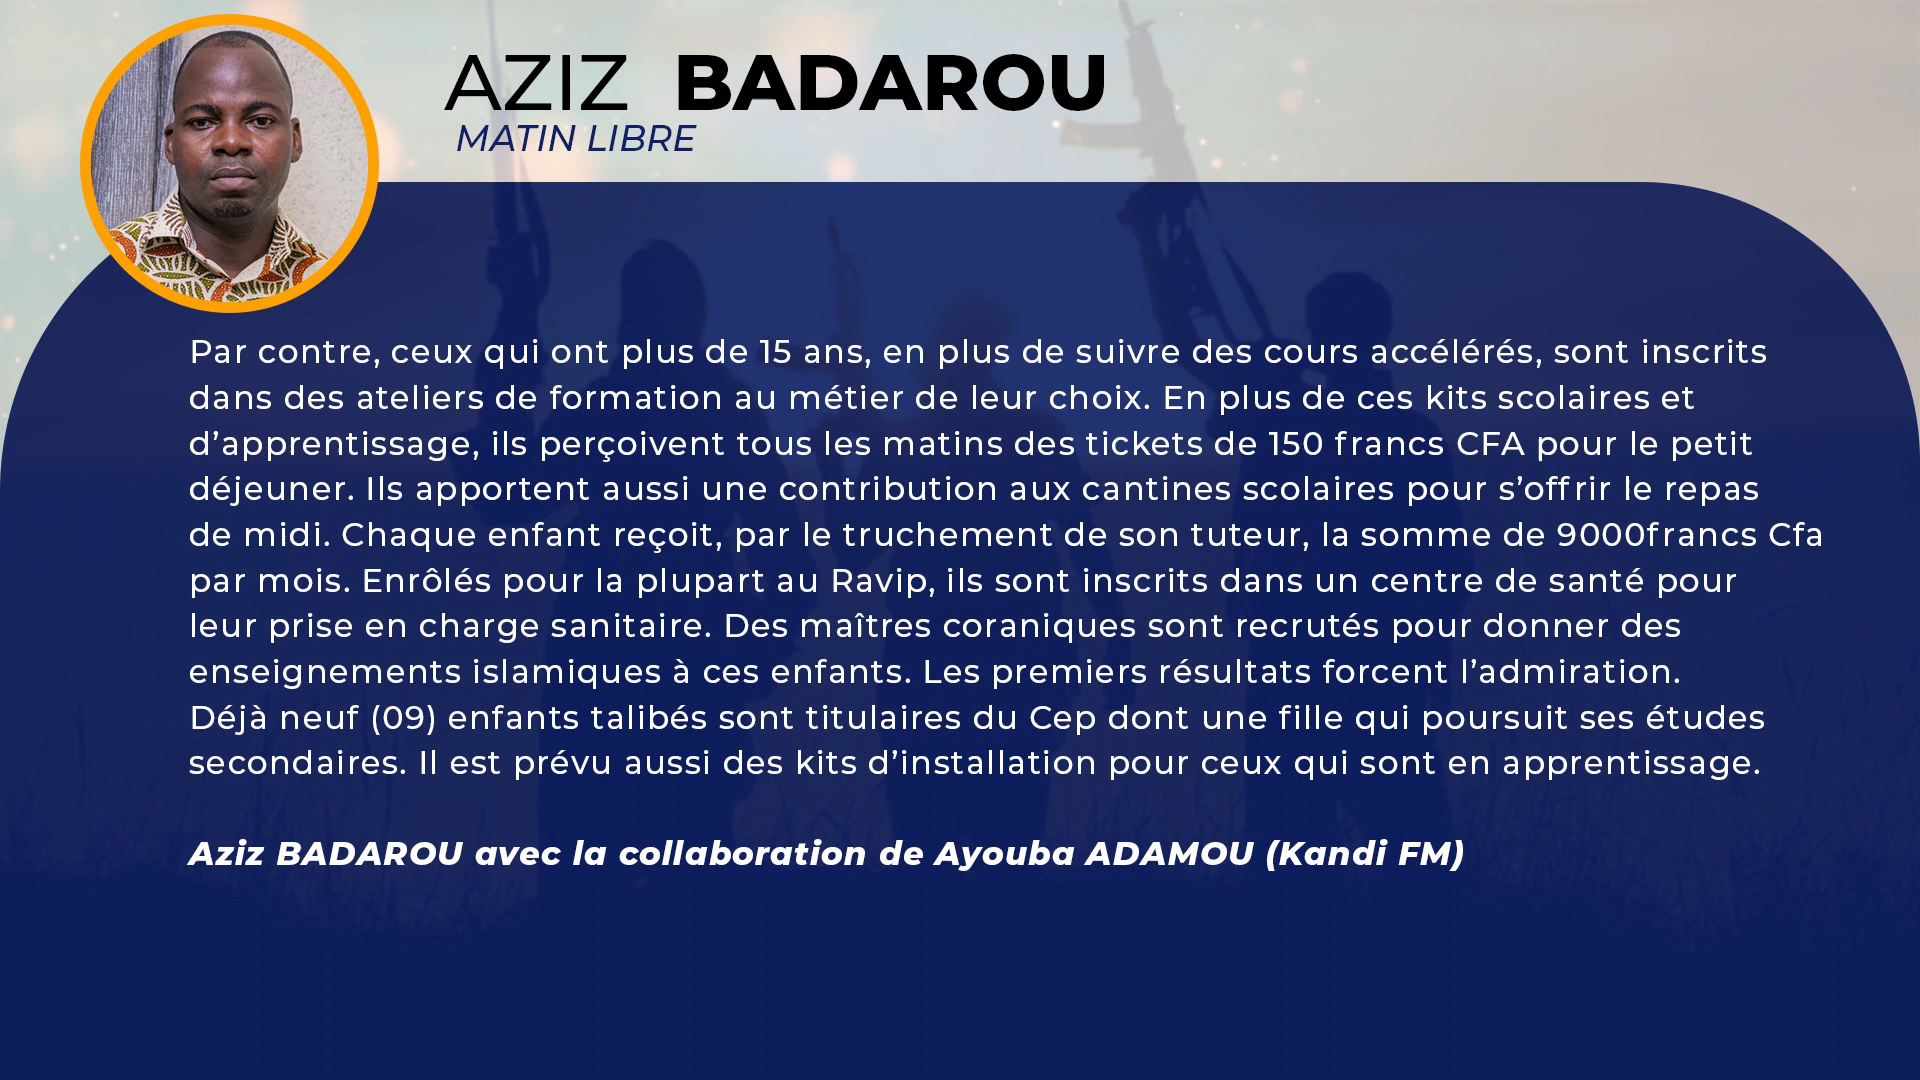 AZIZ BADAROU
MATIN LIBRE
Par contre, ceux qui ont plus de 15 ans, en plus de suivre des cours accélérés, sont inscrits
dans des ateliers de formation au métier de leur choix. En plus de ces kits scolaires et
d’apprentissage, ils perçoivent tous les matins des tickets de 150 francs CFA pour le petit
déjeuner. Ils apportent aussi une contribution aux cantines scolaires pour s’offrir le repas
de midi. Chaque enfant reçoit, par le truchement de son tuteur, la somme de 9000francs Cfa
par mois. Enrôlés pour la plupart au Ravip, ils sont inscrits dans un centre de santé pour
leur prise en charge sanitaire. Des maîtres coraniques sont recrutés pour donner des
enseignements islamiques à ces enfants. Les premiers résultats forcent l’admiration.
Déjà neuf (09) enfants talibés sont titulaires du Cep dont une fille qui poursuit ses études
secondaires. Il est prévu aussi des kits d’installation pour ceux qui sont en apprentissage.
Aziz BADAROU avec la collaboration de Ayouba ADAMOU (Kandi FM)